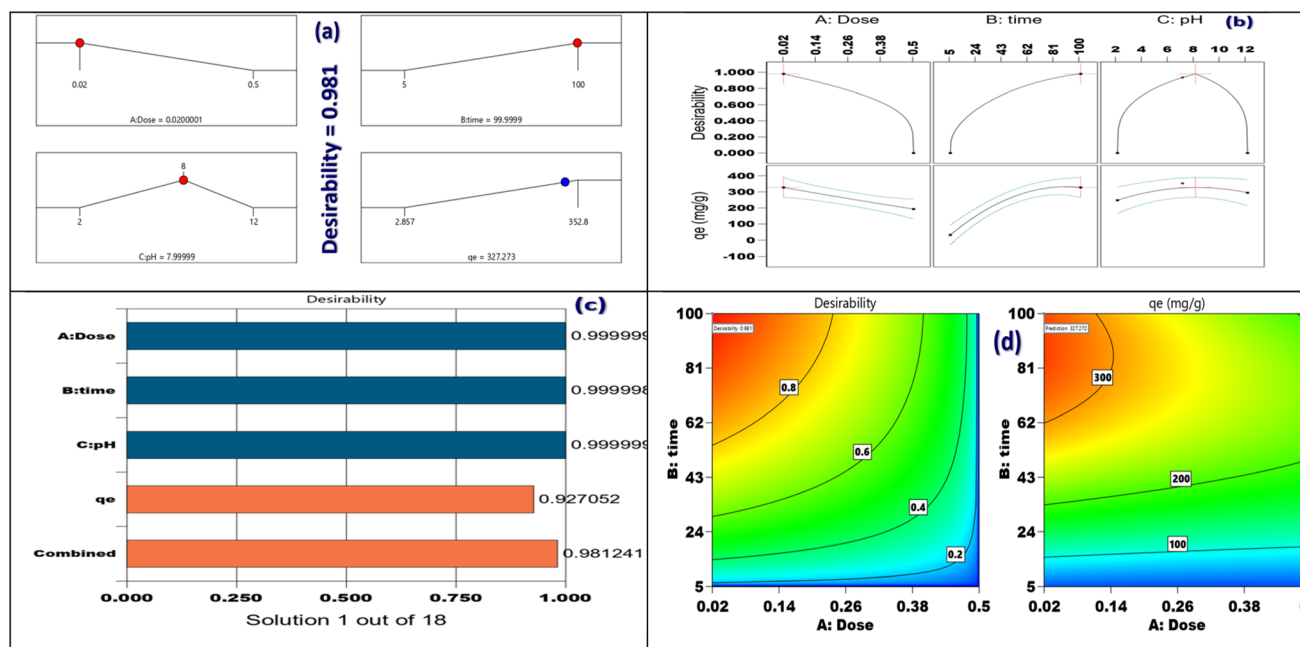 (a)
0.02
0.5
A:Dose = 0.0200001
5
100
B:time = 99.9999
Desirability = 0.981
8
2
12
C:pH = 7.99999
2.857
352.8
qe = 327.273
(b)
A: Dose
B: time
C: pH
0.02
0.14
0.26
0.38
0.5
5
24
43
62
81
100
2
4
6
8
10
12
Desirability
1.000
0.800
0.600
0.400
0.200
0.000
qe (mg/g)
400
300
200
100
0
-100
Desirability
(c)
A:Dose
0.999999
B:time
0.9999998
C:pH
0.999999
qe
0.927052
Combined
0.981241
0.000
0.250
0.500
0.750
1.000
Solution 1 out of 18
Desirability
Desirability 0.981
0.8
0.6
0.4
0.2
B: time
100
81
62
43
24
5
0.02
0.14
0.26
0.38
0.5
A: Dose
(d)
qe (mg/g)
Prediction 327.272
300
200
100
B: time
100
81
62
43
24
5
0.02
0.14
0.26
0.38
A: Dose